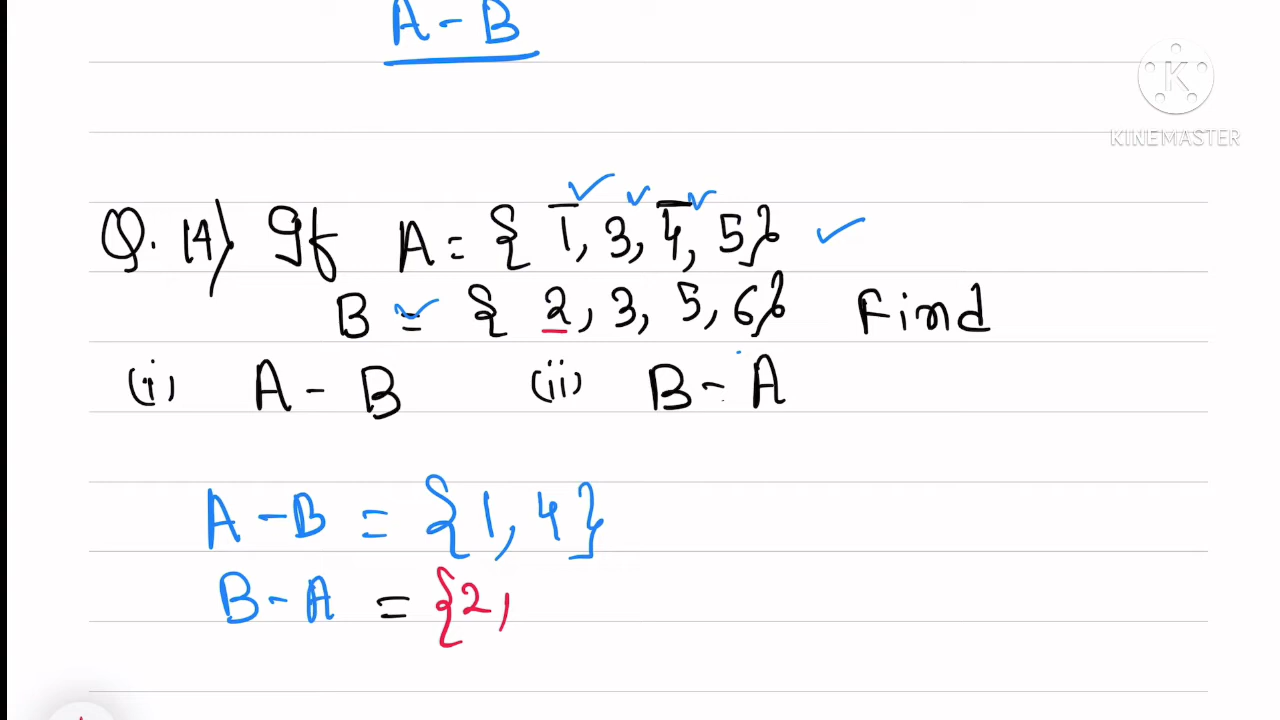 A - B
KINEMASTER
Q. 14) If A = { 1, 3, 4, 5}
B = { 2, 3, 5, 6} Find
(i) A - B (ii) B - A
A - B = {1, 4}
B - A = {2,